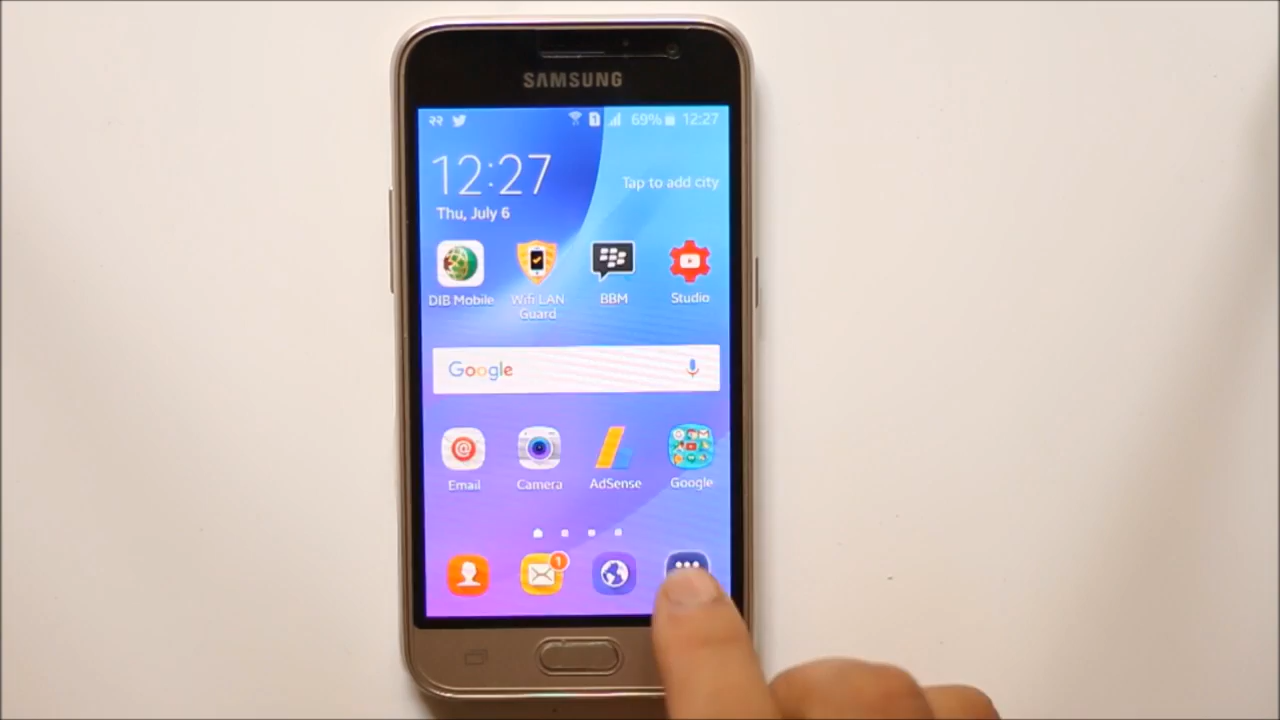 SAMSUNG
69% 12:27
12:27
Tap to add city
Thu, July 6
DIB Mobile
Wifi LAN
Guard
BBM
Studio
Google
Email
Camera
AdSense
Google
1